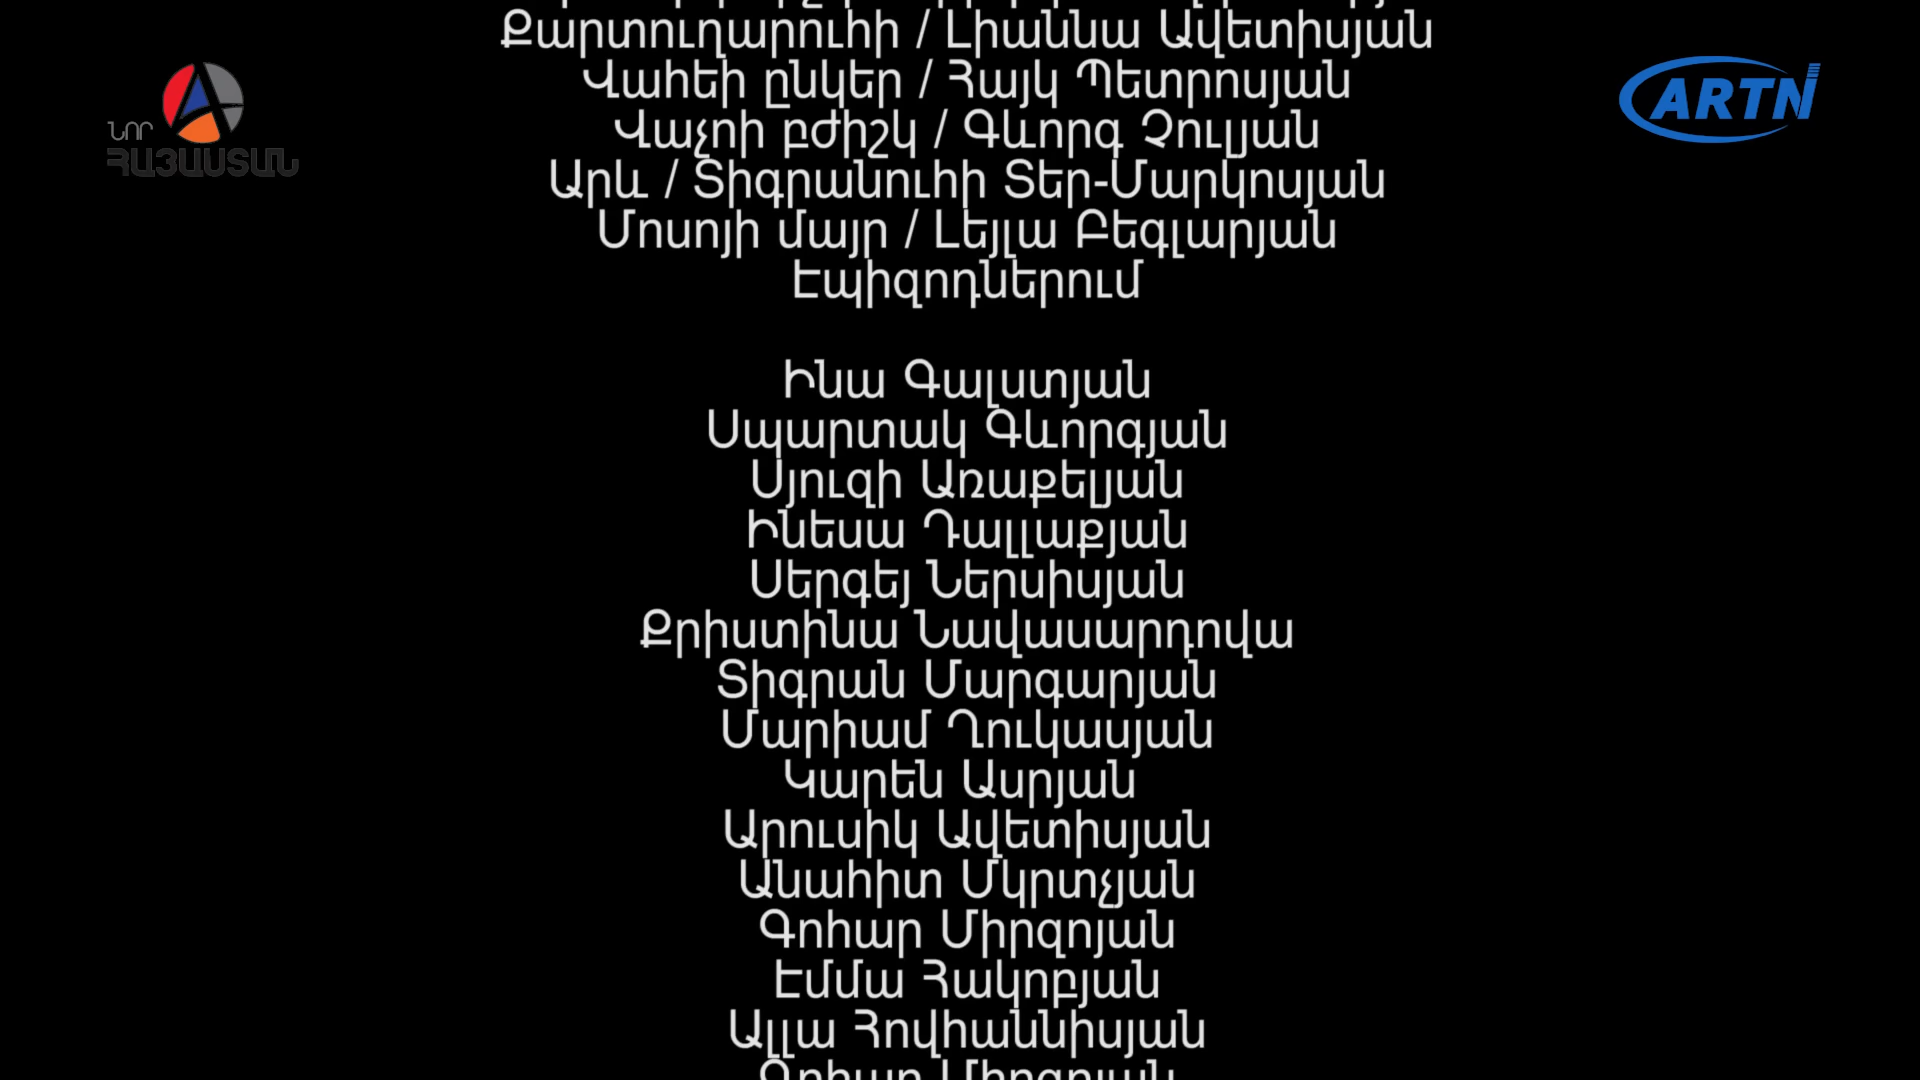 Քարտուղարուհի / Լիաննա Ավետիսյան
Վահեի ընկեր / Հայկ Պետրոսյան
Վաչոի բժիշկ / Գևորգ Չուլյան
Արև / Տիգրանուհի Տեր-Մարկոսյան
Մոսոյի մայր / Լեյլա Բեգլարյան
Էպիզոդներում
ՆՈՐ
ՀԱՅԱՍՏԱՆ
ARTN
Ինա Գալստյան
Սպարտակ Գևորգյան
Սյուզի Առաքելյան
Ինեսա Դալլաքյան
Սերգեյ Ներսիսյան
Քրիստինա Նավասարդովա
Տիգրան Մարգարյան
Մարիամ Ղուկասյան
Կարեն Ասրյան
Արուսիկ Ավետիսյան
Անահիտ Մկրտչյան
Գոհար Միրզոյան
Էմմա Հակոբյան
Ալլա Հովհաննիսյան
Գոհար Միրզոյան